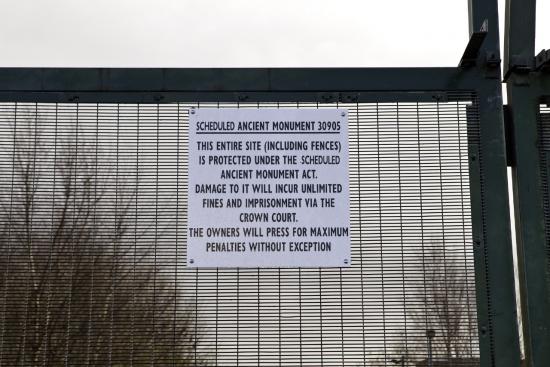 SCHEDULED ANCIENT MONUMENT 30905
THIS ENTIRE SITE (INCLUDING FENCES)
IS PROTECTED UNDER THE SCHEDULED
ANCIENT MONUMENT ACT.
DAMAGE TO IT WILL INCUR UNLIMITED
FINES AND IMPRISONMENT VIA THE
CROWN COURT.
THE OWNERS WILL PRESS FOR MAXIMUM
PENALTIES WITHOUT EXCEPTION